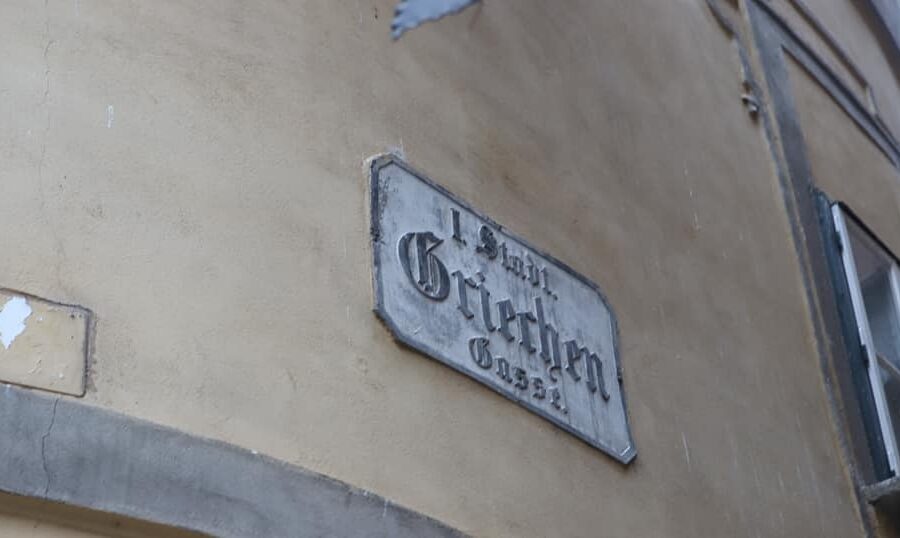 I. Stadt.
Griechen
Gasse.